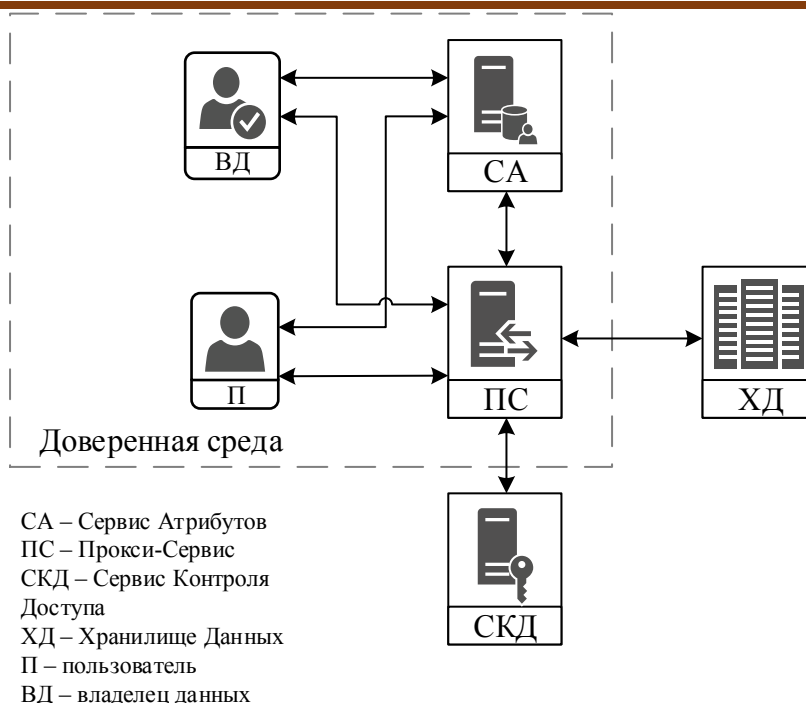 ВД
СА
П
ПС
ХД
Доверенная среда
СКД
СА – Сервис Атрибутов
ПС – Прокси-Сервис
СКД – Сервис Контроля
Доступа
ХД – Хранилище Данных
П – пользователь
ВД – владелец данных